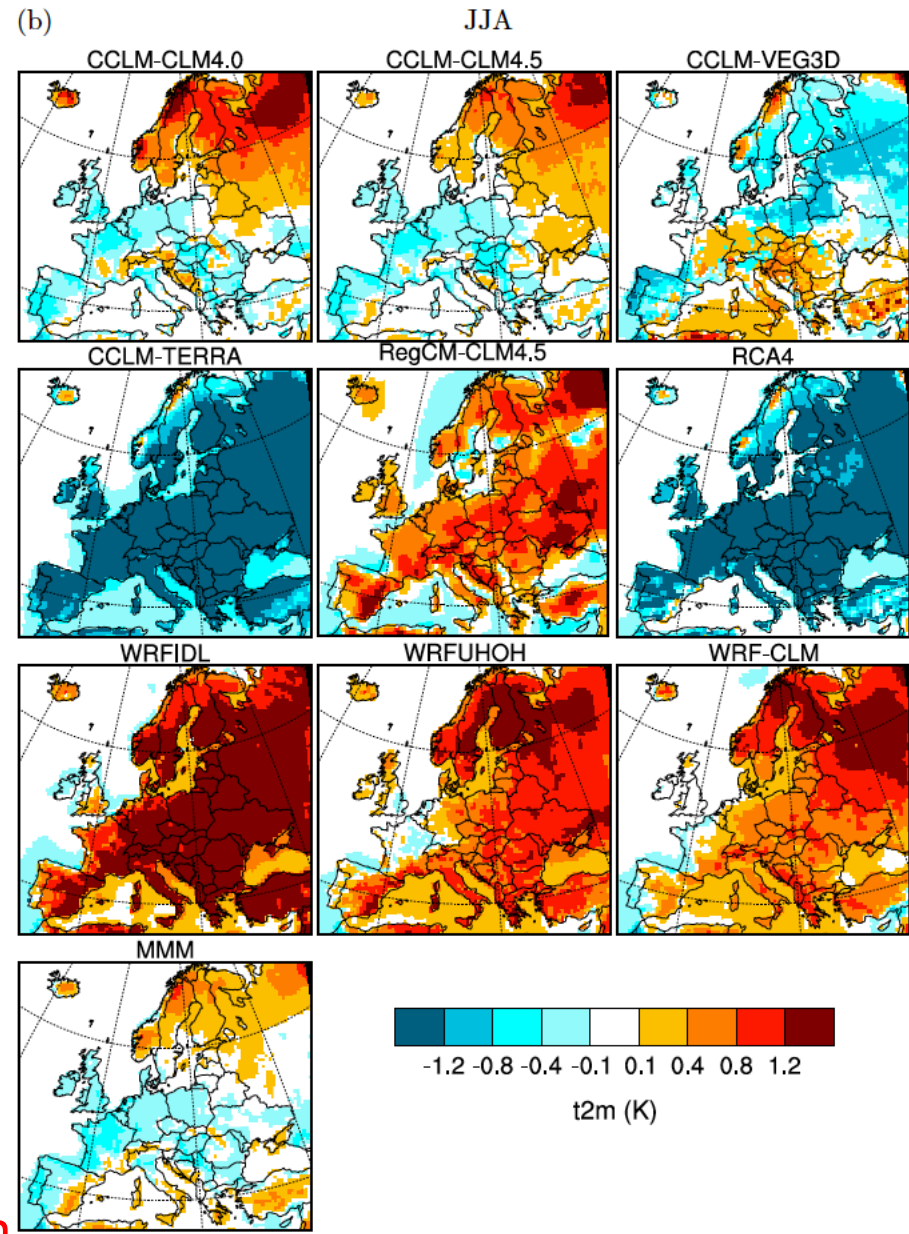 (b) JJA
CCLM-CLM4.0 CCLM-CLM4.5 CCLM-VEG3D
CCLM-TERRA RegCM-CLM4.5 RCA4
WRFIDL WRFUHOH WRF-CLM
MMM
-1.2 -0.8 -0.4 -0.1 0.1 0.4 0.8 1.2
t2m (K)